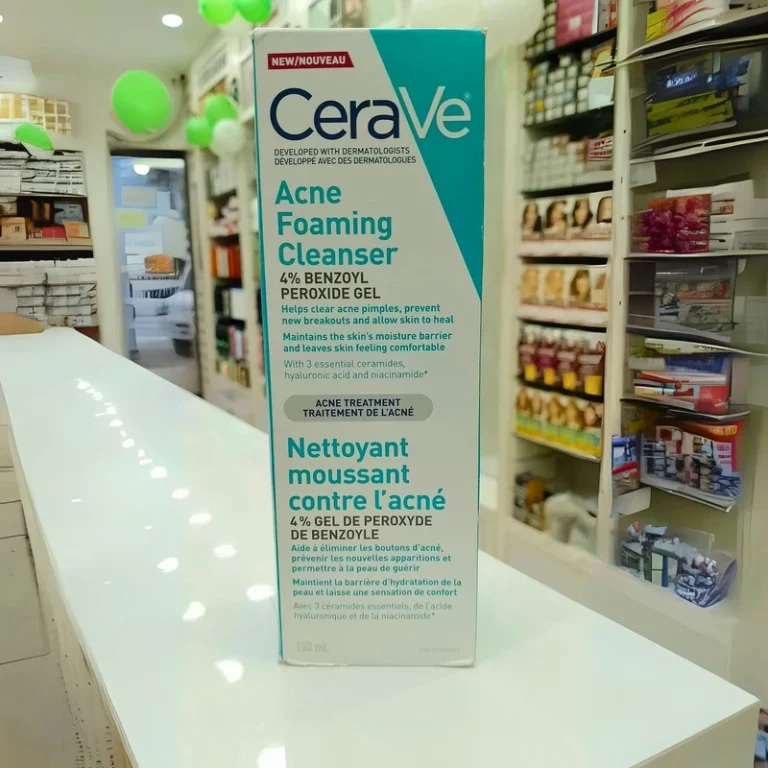 NEW/NOUVEAU
CeraVe®
DEVELOPED WITH DERMATOLOGISTS
DÉVELOPPÉ AVEC DES DERMATOLOGUES
Acne
Foaming
Cleanser
4% BENZOYL
PEROXIDE GEL
Helps clear acne pimples, prevent
new breakouts and allow skin to heal
Maintains the skin's moisture barrier
and leaves skin feeling comfortable
With 3 essential ceramides,
hyaluronic acid and niacinamide*
ACNE TREATMENT
TRAITEMENT DE L'ACNÉ
Nettoyant
moussant
contre l'acné
4% GEL DE PEROXYDE
DE BENZOYLE
Aide à éliminer les boutons d'acné,
prévenir les nouvelles apparitions et
permettre à la peau de guérir
Maintient la barrière d'hydratation de la
peau et laisse une sensation de confort
Avec 3 céramides essentiels, de l'acide
hyaluronique et de la niacinamide*
150 mL